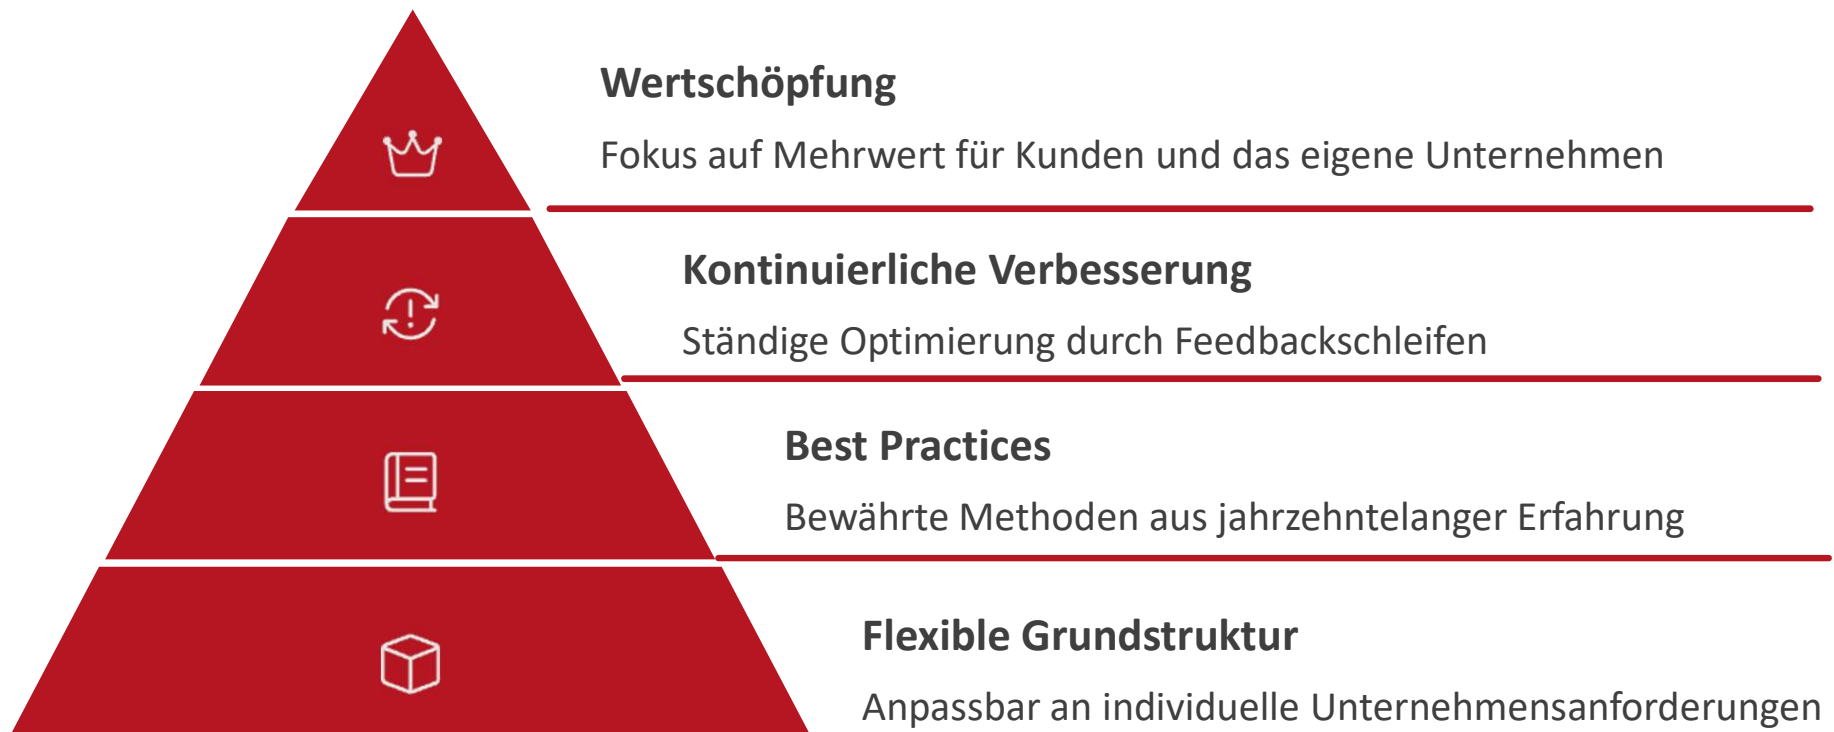 Wertschöpfung
Fokus auf Mehrwert für Kunden und das eigene Unternehmen
Kontinuierliche Verbesserung
Ständige Optimierung durch Feedbackschleifen
Best Practices
Bewährte Methoden aus jahrzehntelanger Erfahrung
Flexible Grundstruktur
Anpassbar an individuelle Unternehmensanforderungen